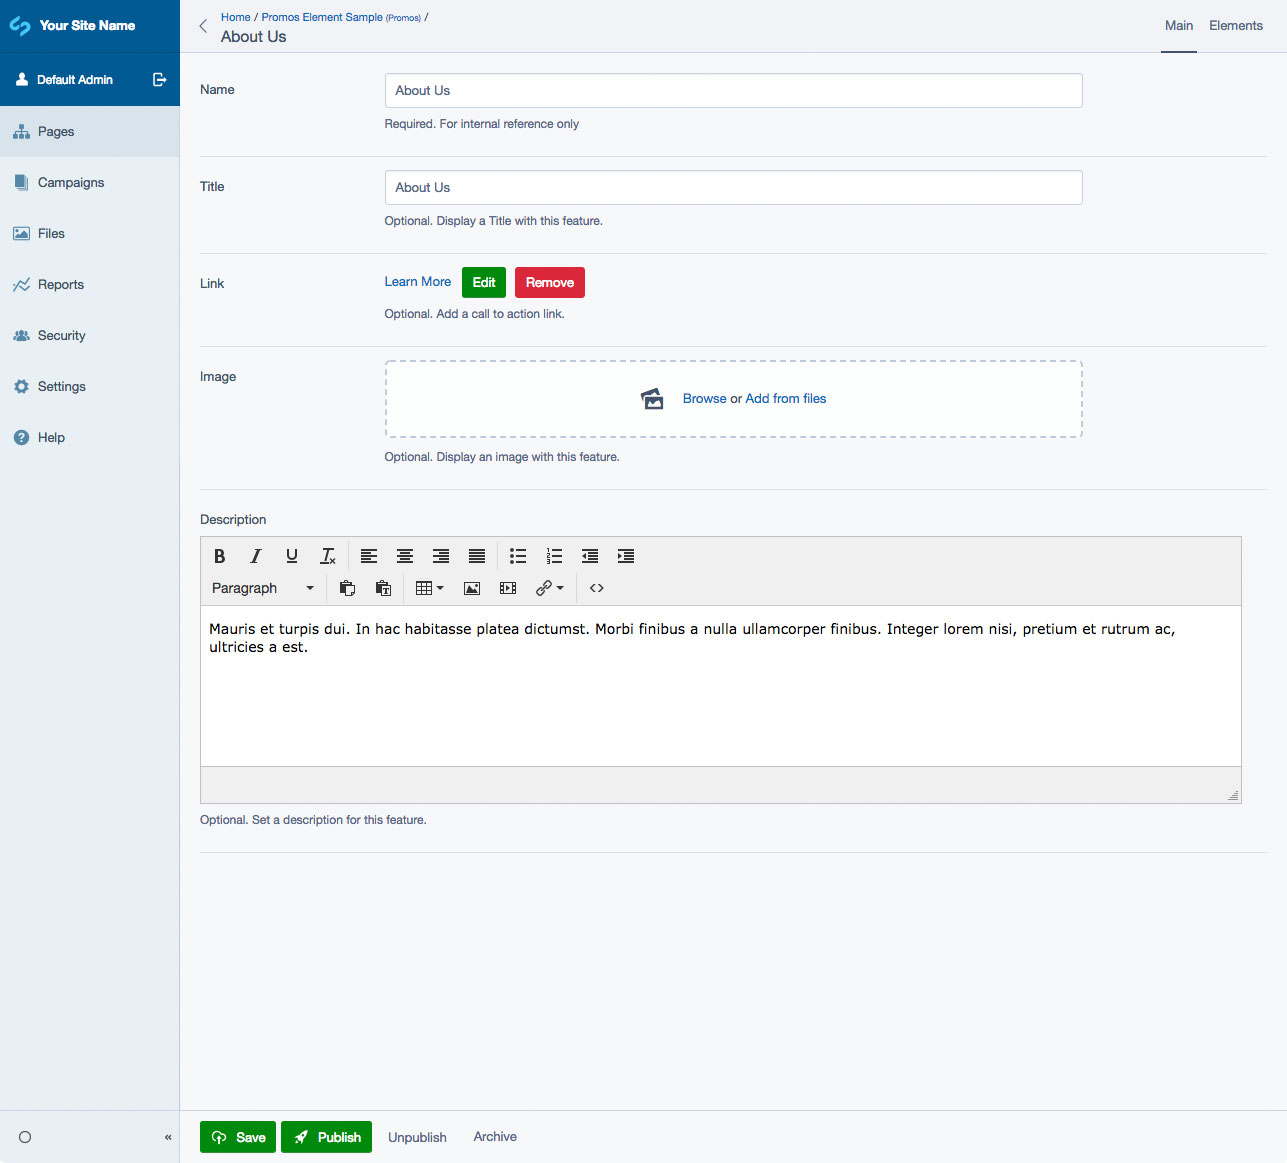 Your Site Name
Default Admin
Pages
Campaigns
Files
Reports
Security
Settings
Help
«
Home / Promos Element Sample (Promos) /
About Us
Main Elements
Name
About Us
Required. For internal reference only
Title
About Us
Optional. Display a Title with this feature.
Link
Learn More Edit Remove
Optional. Add a call to action link.
Image
Browse or Add from files
Optional. Display an image with this feature.
Description
B I U Tx
Paragraph
Mauris et turpis dui. In hac habitasse platea dictumst. Morbi finibus a nulla ullamcorper finibus. Integer lorem nisi, pretium et rutrum ac,
ultricies a est.
Optional. Set a description for this feature.
Save Publish Unpublish Archive